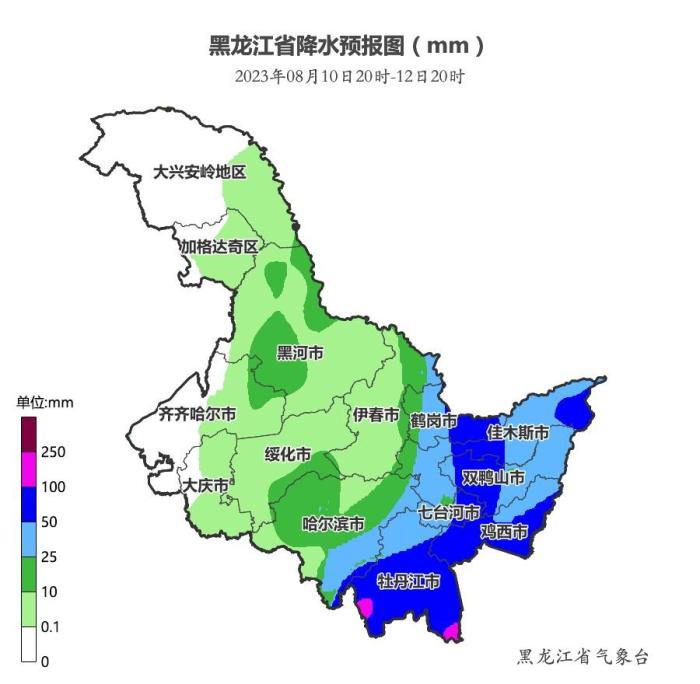 黑龙江省降水预报图（mm）
2023年08月10日20时-12日20时
大兴安岭地区
加格达奇区
黑河市
单位:mm
齐齐哈尔市
伊春市
鹤岗市
佳木斯市
绥化市
250
双鸭山市
大庆市
100
七台河市
哈尔滨市
50
鸡西市
25
牡丹江市
10
0.1
0
黑龙江省气象台